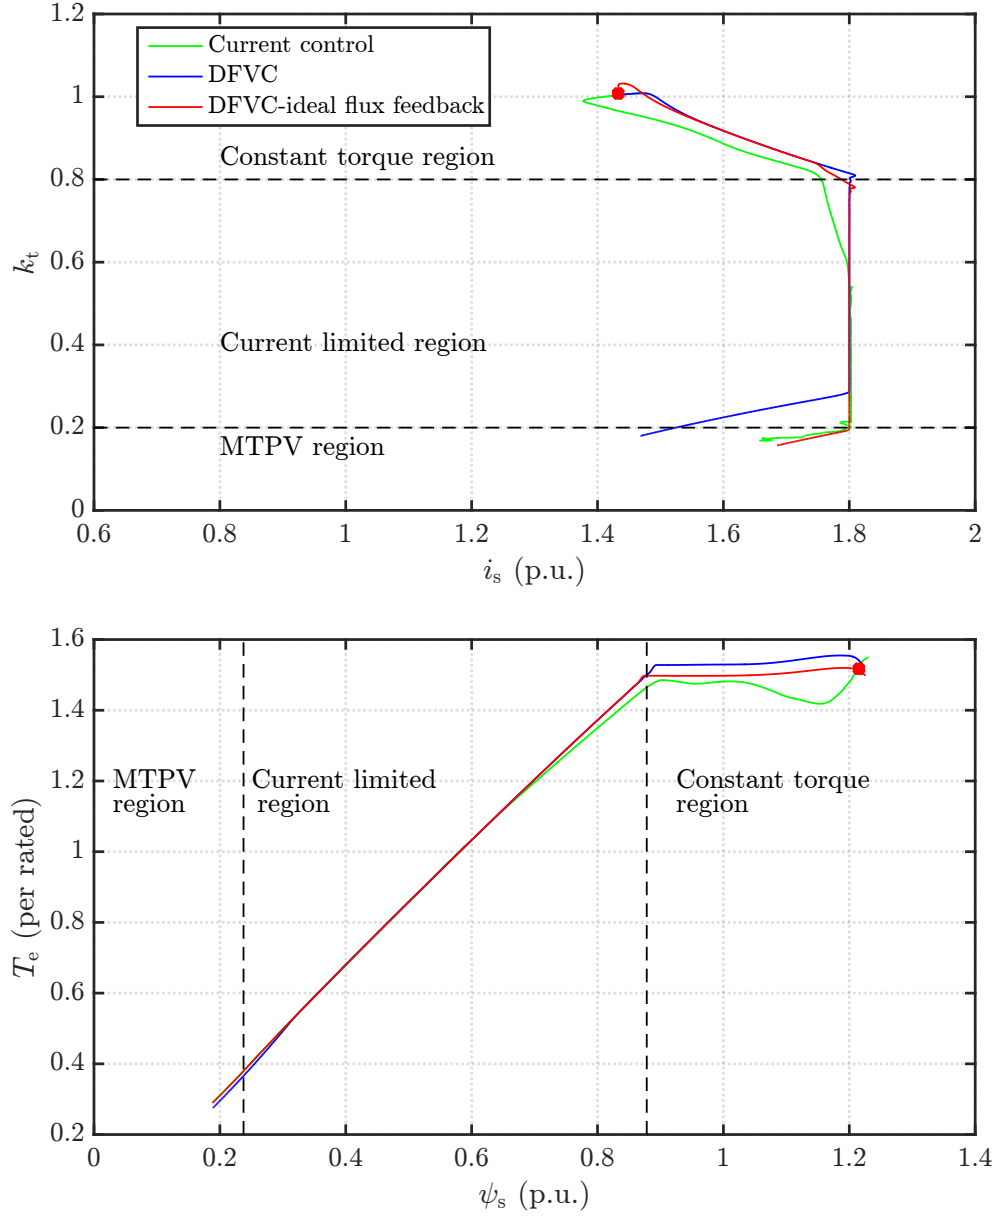 1.2
Current control
DFVC
DFVC-ideal flux feedback
1
Constant torque region
0.8
k_t
0.6
Current limited region
0.4
0.2
MTPV region
0
0.6 0.8 1 1.2 1.4 1.6 1.8 2
i_s (p.u.)
1.6
1.4
MTPV Current limited Constant torque
region region region
1.2
T_e (per rated)
1
0.8
0.6
0.4
0.2
0 0.2 0.4 0.6 0.8 1 1.2 1.4
ψ_s (p.u.)